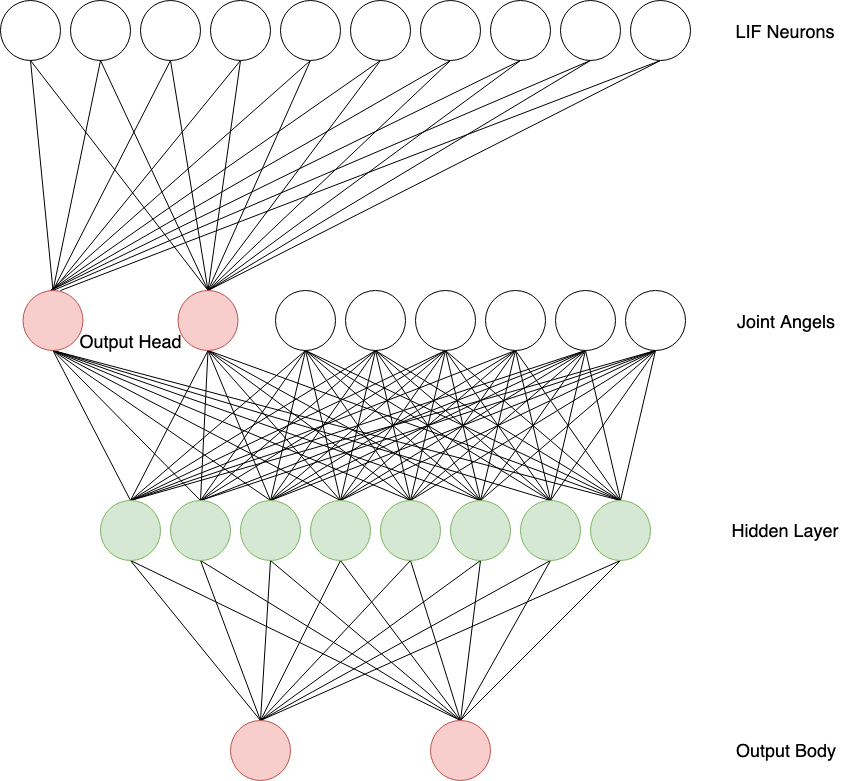 LIF Neurons
Output Head
Joint Angels
Hidden Layer
Output Body